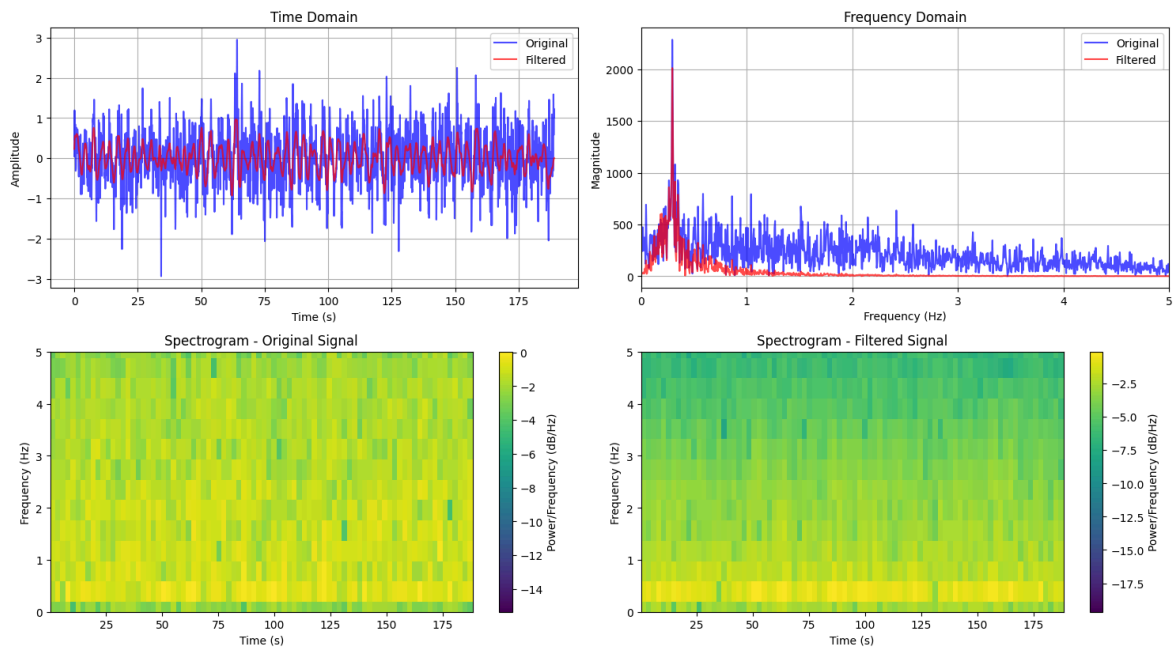 Time Domain
3
2
1
0
−1
−2
−3
Amplitude
Original
Filtered
0 25 50 75 100 125 150 175
Time (s)
Frequency Domain
2000
1500
1000
500
0
Magnitude
Original
Filtered
0 1 2 3 4 5
Frequency (Hz)
Spectrogram - Original Signal
5
4
3
2
1
0
Frequency (Hz)
25 50 75 100 125 150 175
Time (s)
0
−2
−4
−6
−8
−10
−12
−14
Power/Frequency (dB/Hz)
Spectrogram - Filtered Signal
5
4
3
2
1
0
Frequency (Hz)
25 50 75 100 125 150 175
Time (s)
−2.5
−5.0
−7.5
−10.0
−12.5
−15.0
−17.5
Power/Frequency (dB/Hz)